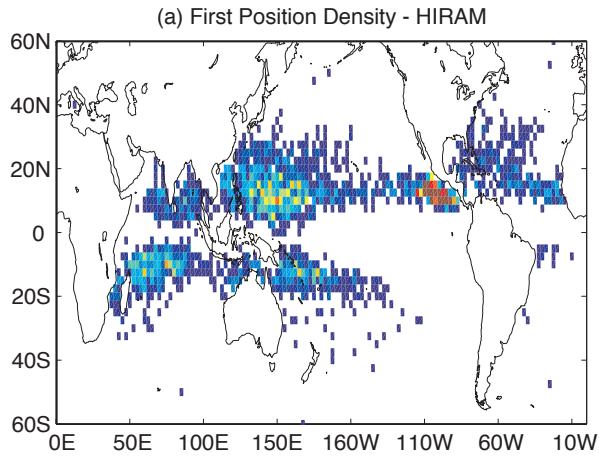 (a) First Position Density - HIRAM
60N
40N
20N
0
20S
40S
60S
0E 50E 100E 150E 160W 110W 60W 10W